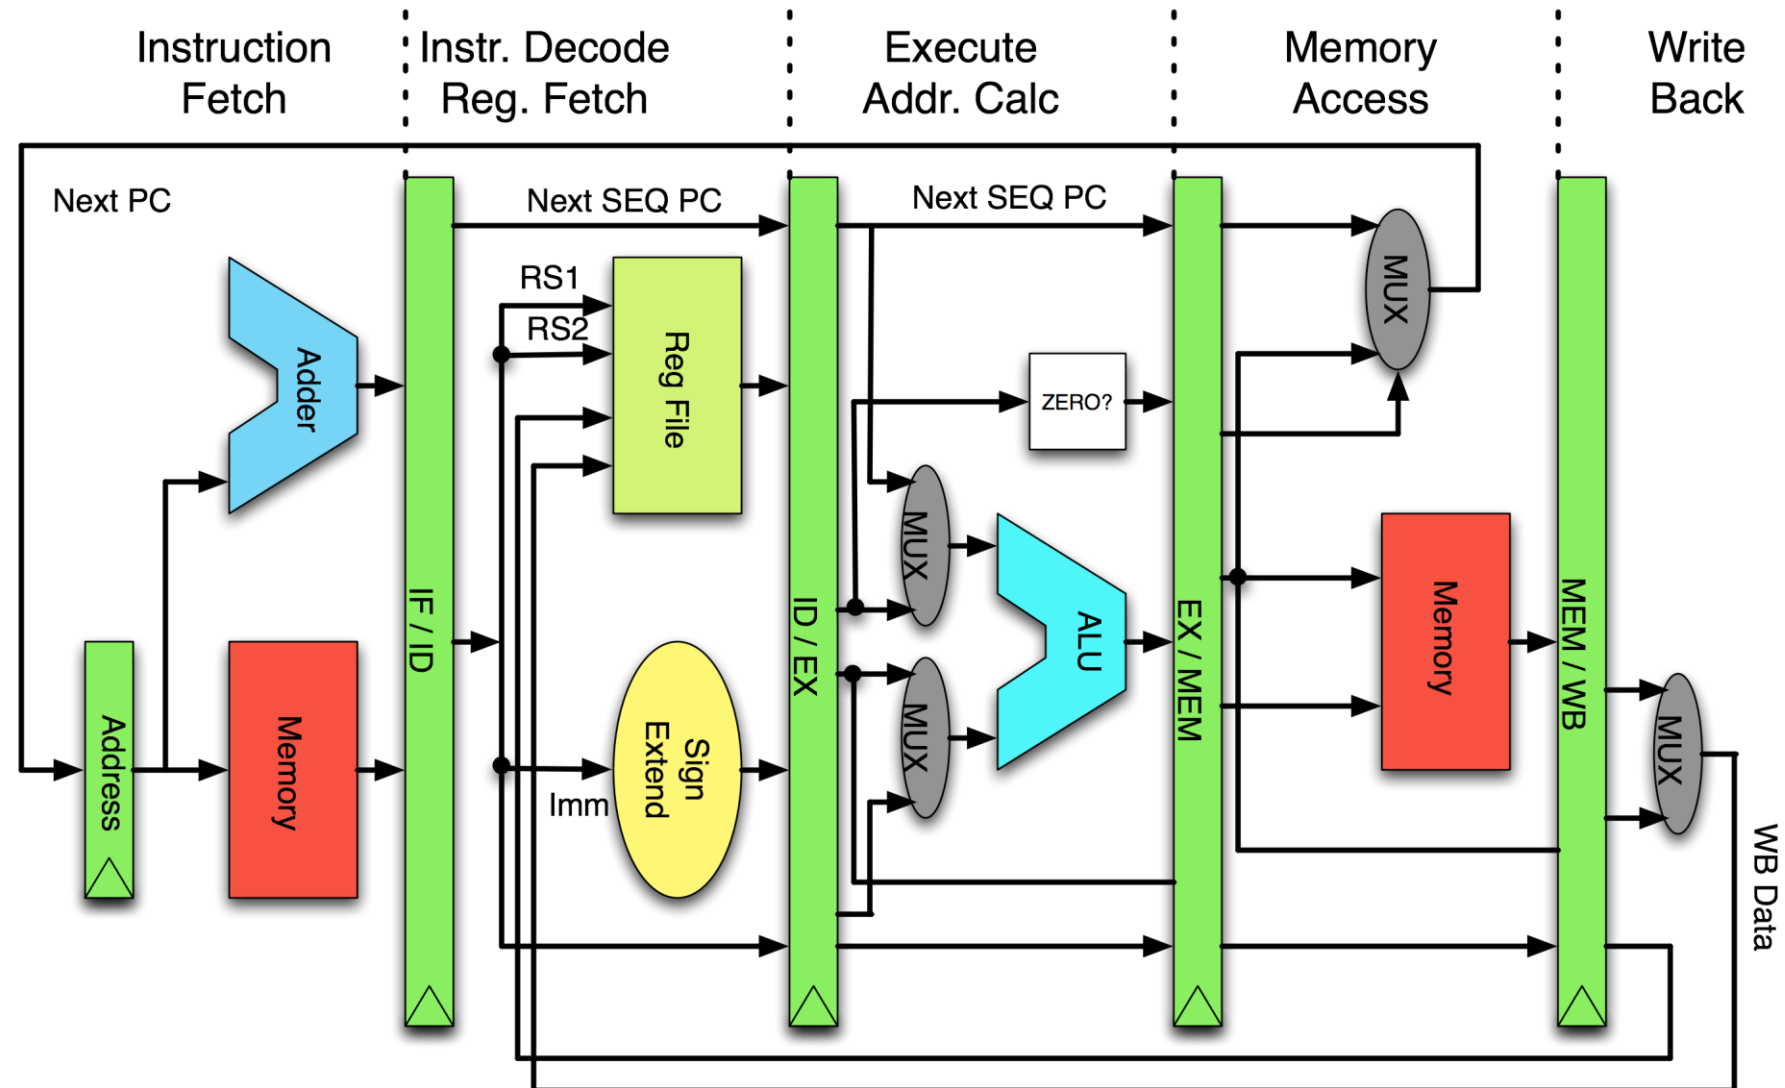 Instruction
Fetch
Instr. Decode
Reg. Fetch
Execute
Addr. Calc
Memory
Access
Write
Back
Next PC
Next SEQ PC
Next SEQ PC
RS1
RS2
Adder
Reg File
ZERO?
MUX
MUX
MUX
MUX
ALU
IF / ID
ID / EX
EX / MEM
MEM / WB
Address
Memory
Sign
Extend
Imm
Memory
WB Data